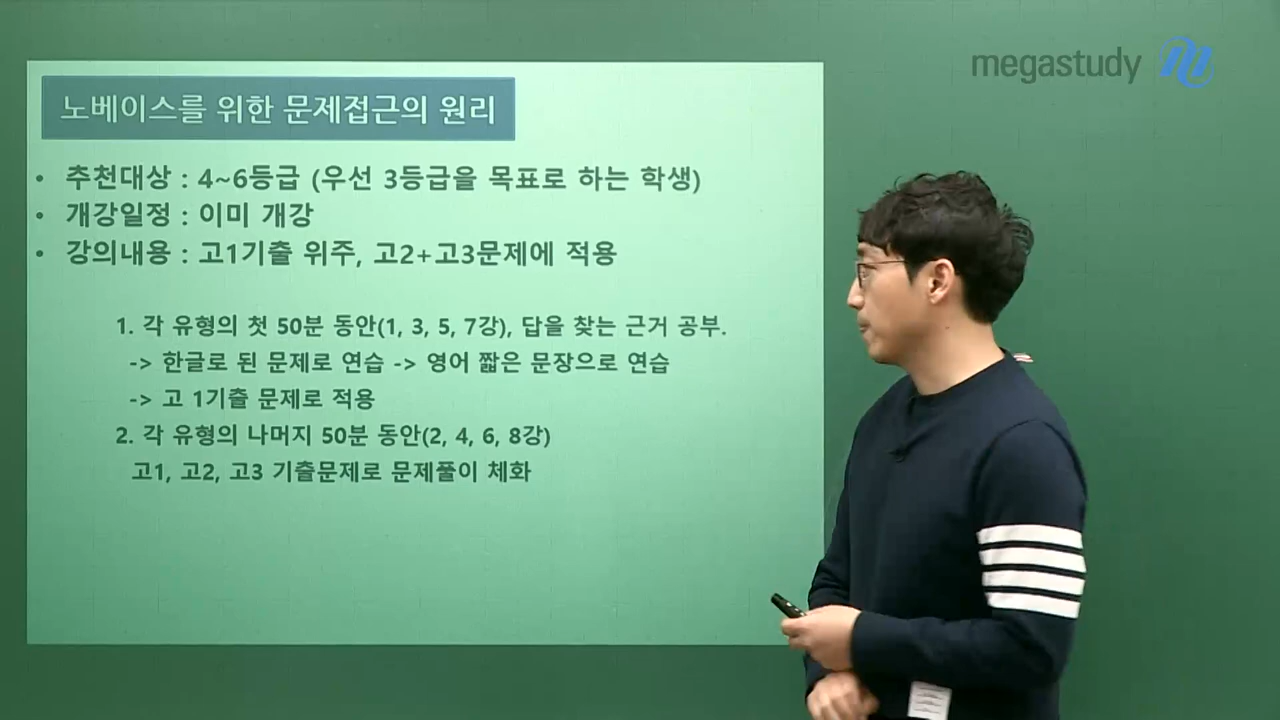 megastudy
노베이스를 위한 문제접근의 원리
• 추천대상 : 4~6등급 (우선 3등급을 목표로 하는 학생)
• 개강일정 : 이미 개강
• 강의내용 : 고1기출 위주, 고2+고3문제에 적용
1. 각 유형의 첫 50분 동안(1, 3, 5, 7강), 답을 찾는 근거 공부.
-> 한글로 된 문제로 연습 -> 영어 짧은 문장으로 연습
-> 고 1기출 문제로 적용
2. 각 유형의 나머지 50분 동안(2, 4, 6, 8강)
고1, 고2, 고3 기출문제로 문제풀이 체화